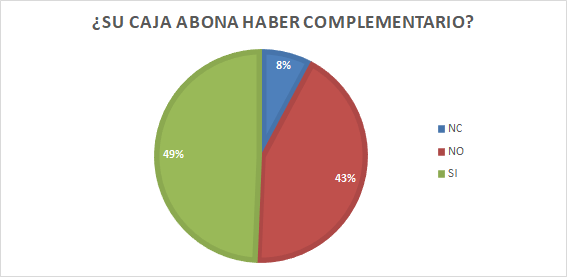 ¿SU CAJA ABONA HABER COMPLEMENTARIO?
8%
49%
43%
NC
NO
SI